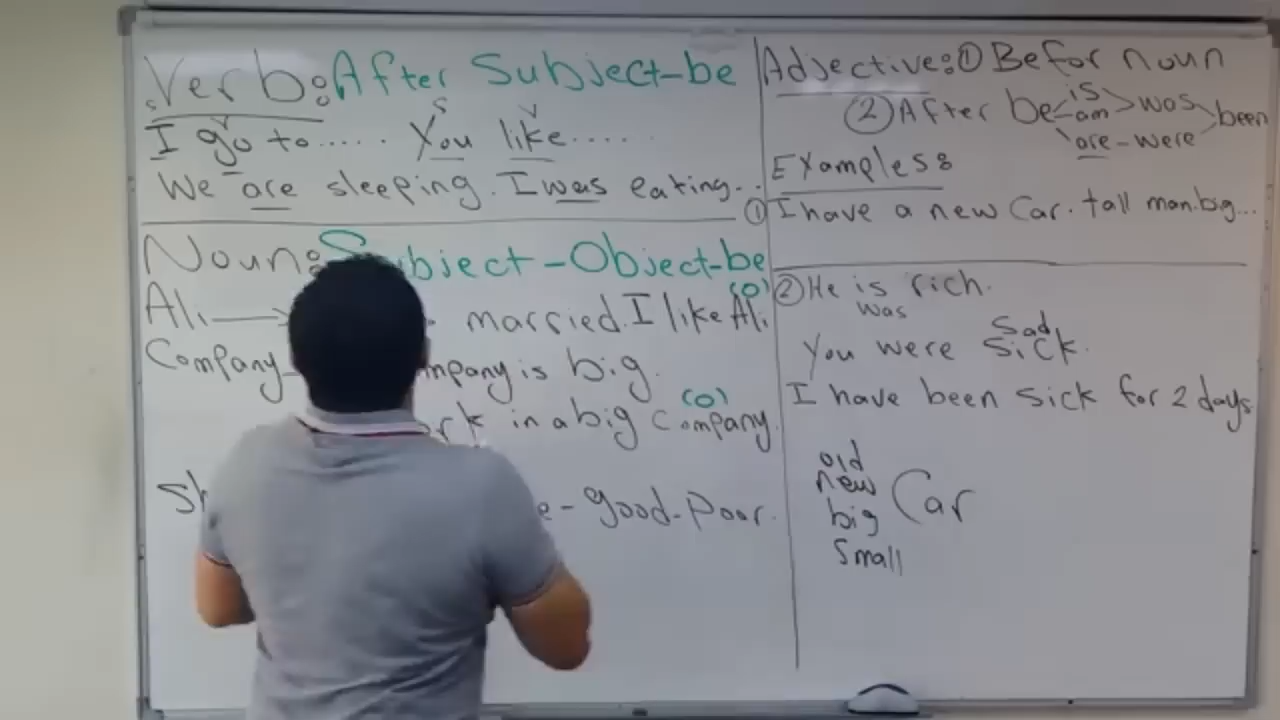 Verb: After Subject-be
S V
I go to ..... You like......
We are sleeping. I was eating..
Noun: Subject-Object-be
(O)
Ali married. I like Ali.
Company is big.
(O)
in a big Company.
good-Poor.
Adjective: ① Befor noun
② After be is was been
am
are-were
Examples:
① I have a new Car. tall man. big...
② He is rich.
was
sad
You were sick.
I have been sick for 2 days
old
new Car
big
small